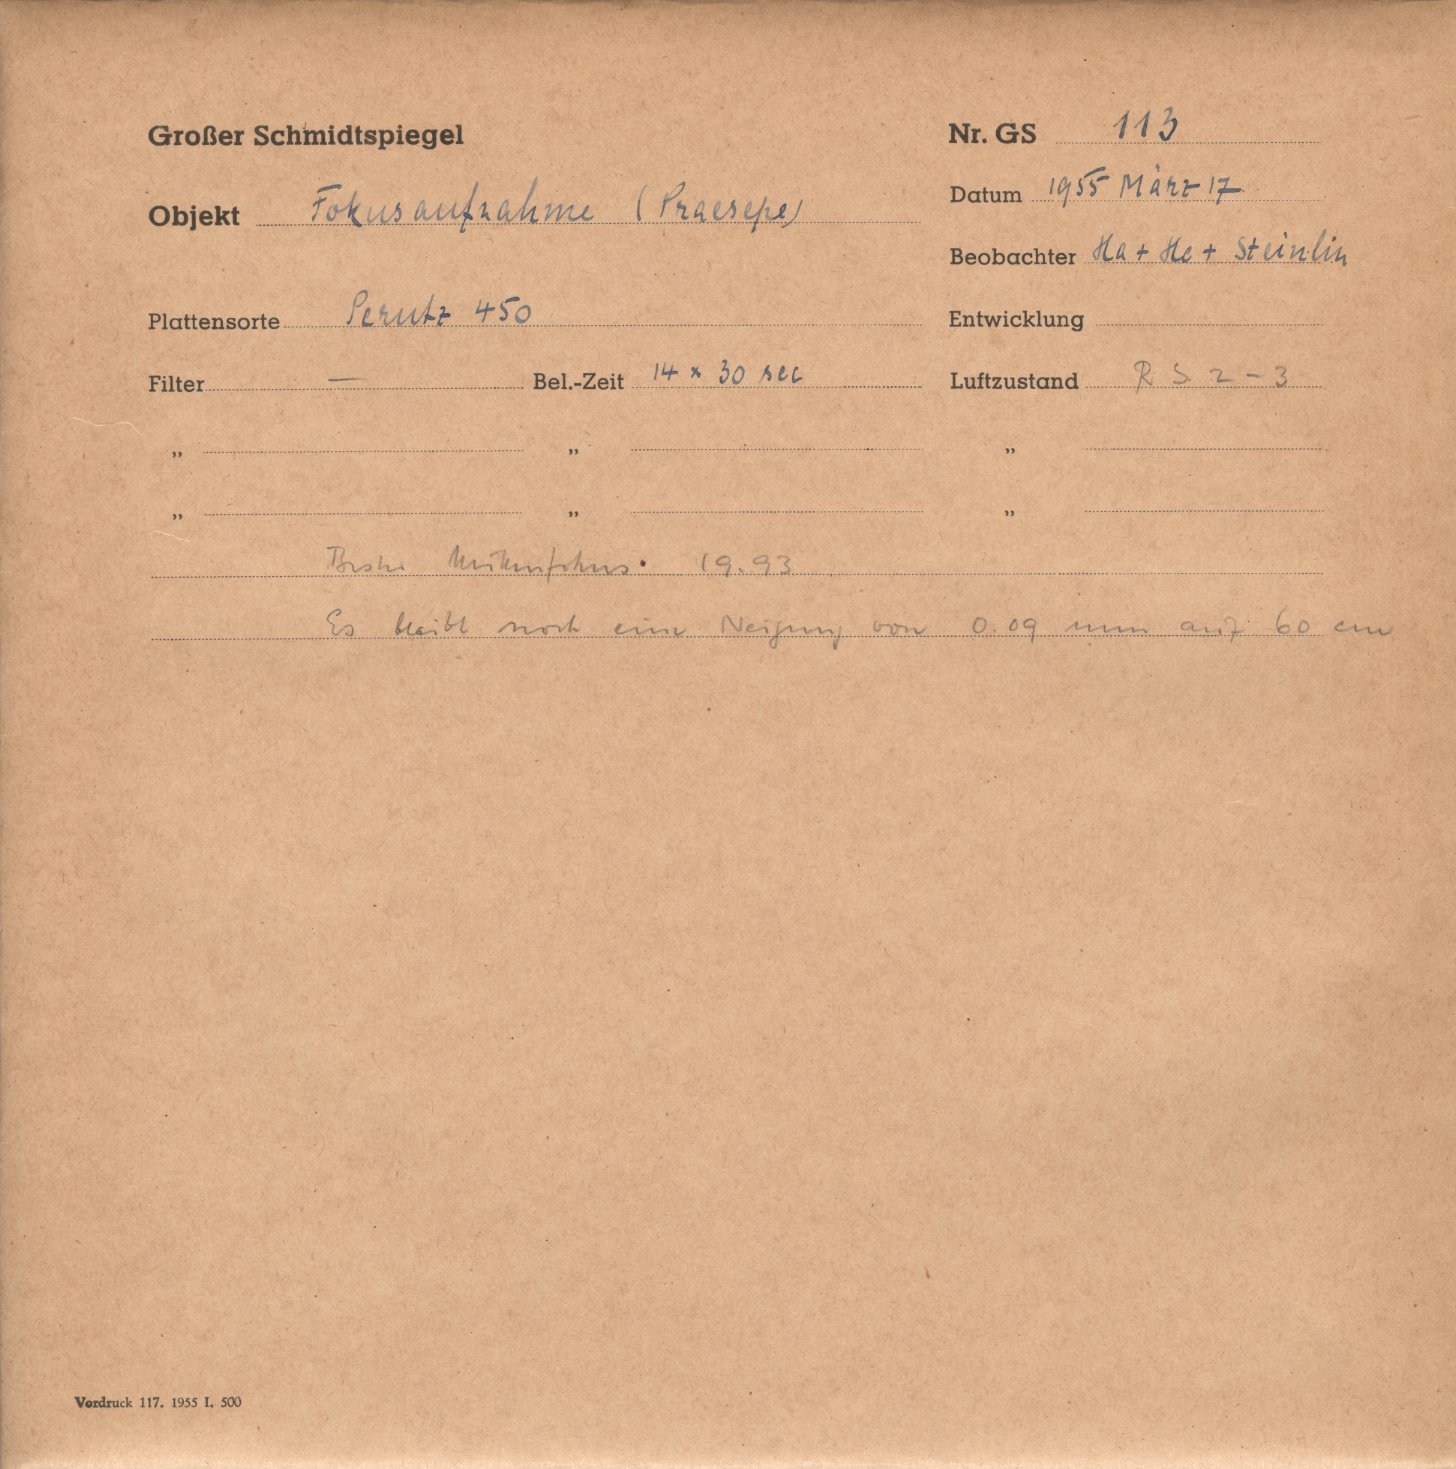 Großer Schmidtspiegel
Nr. GS 113
Objekt Fokusaufnahme (Praesepe)
Datum 1955 März 17
Beobachter Ha + He + Steinlin
Plattensorte Perutz 450
Entwicklung
Filter —
Bel.-Zeit 14 x 30 sec
Luftzustand R S 2-3
„ „ „
„ „ „
Bester Mittenfokus 19.93
Es bleibt noch eine Neigung von 0.09 mm auf 60 cm
Vordruck 117. 1955 I. 500